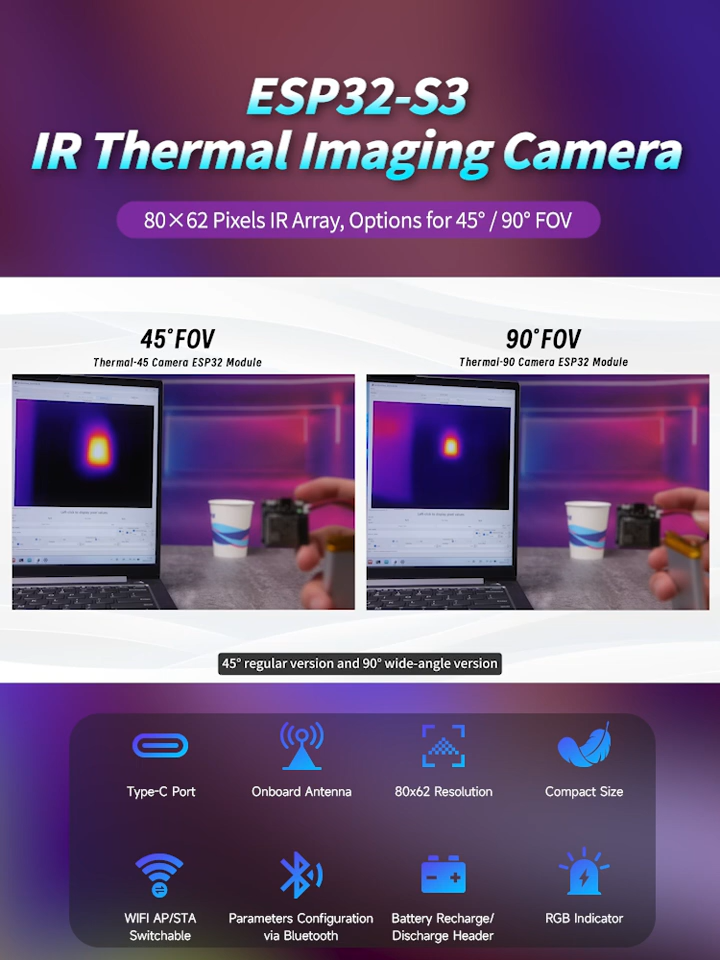 ESP32-S3
IR Thermal Imaging Camera
80×62 Pixels IR Array, Options for 45° / 90° FOV
45°FOV
Thermal-45 Camera ESP32 Module
90°FOV
Thermal-90 Camera ESP32 Module
45° regular version and 90° wide-angle version
Type-C Port
Onboard Antenna
80x62 Resolution
Compact Size
WIFI AP/STA
Switchable
Parameters Configuration
via Bluetooth
Battery Recharge/
Discharge Header
RGB Indicator